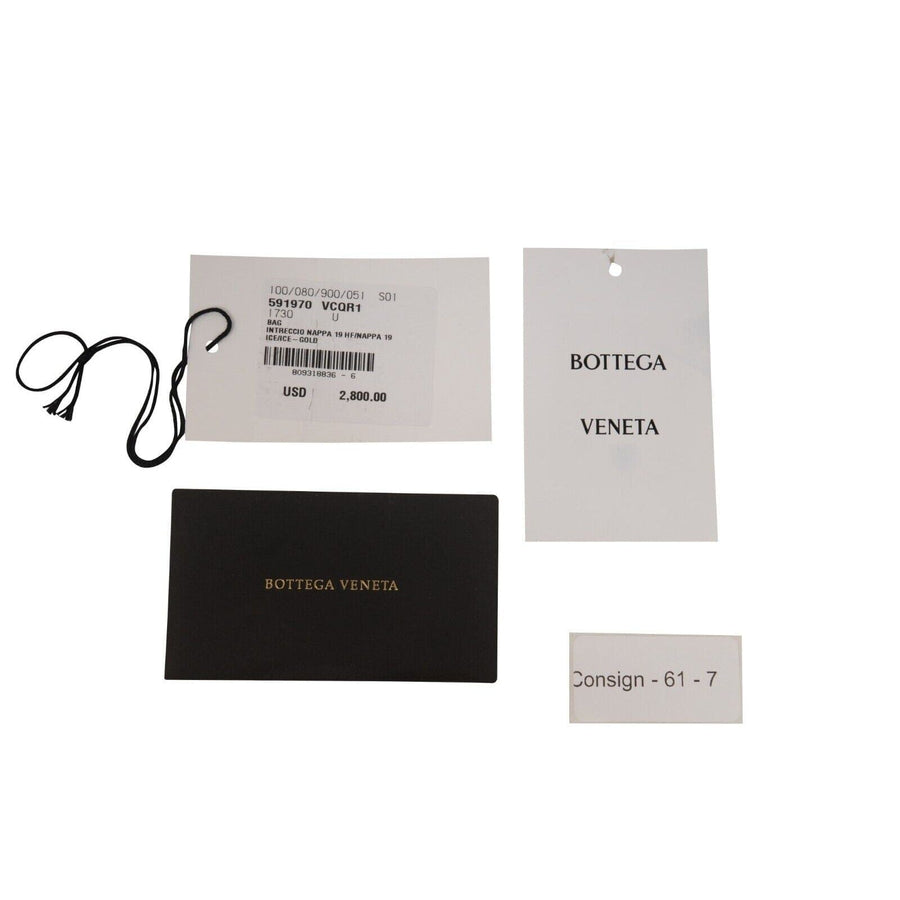 100/080/900/051 S01
591970 VCQR1
1730 U
BAG
INTRECCIO NAPPA 19 HF/NAPPA 19
ICE/ICE-GOLD
809318836 - 6
USD 2,800.00
BOTTEGA
VENETA
BOTTEGA VENETA
Consign - 61 - 7